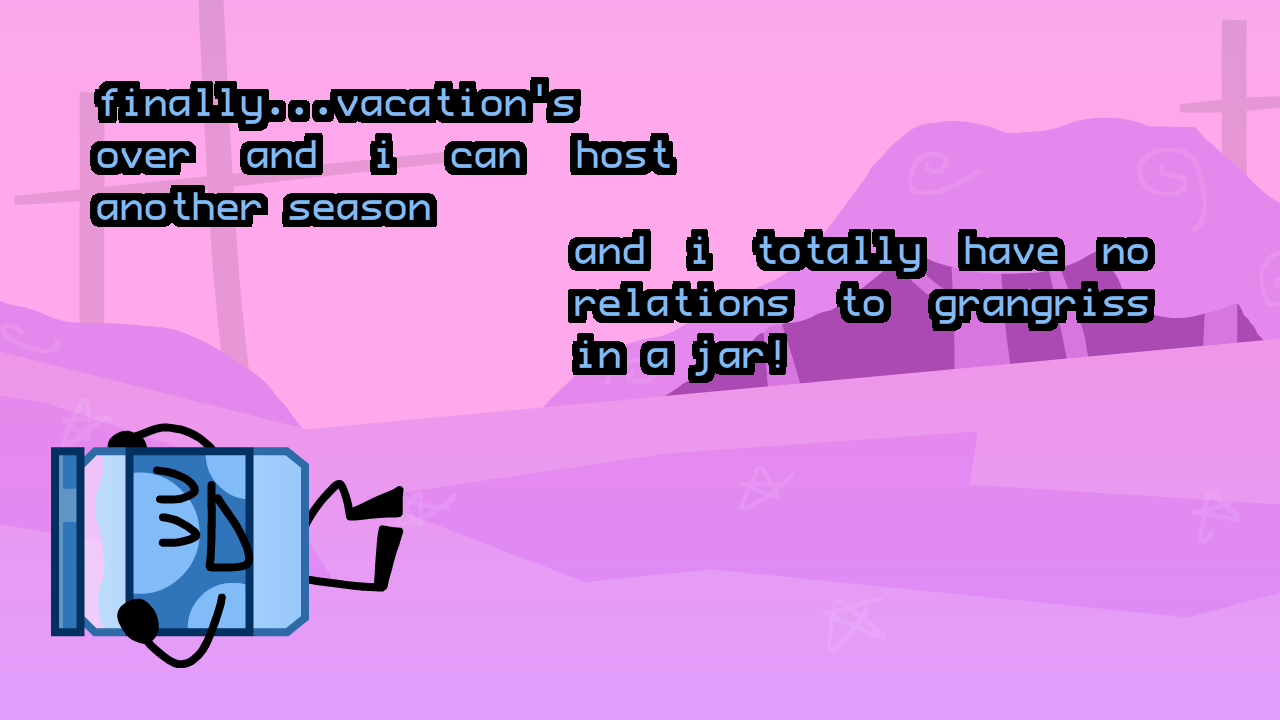 finally...vacation's
over and i can host
another season
and i totally have no
relations to grangriss
in a jar!